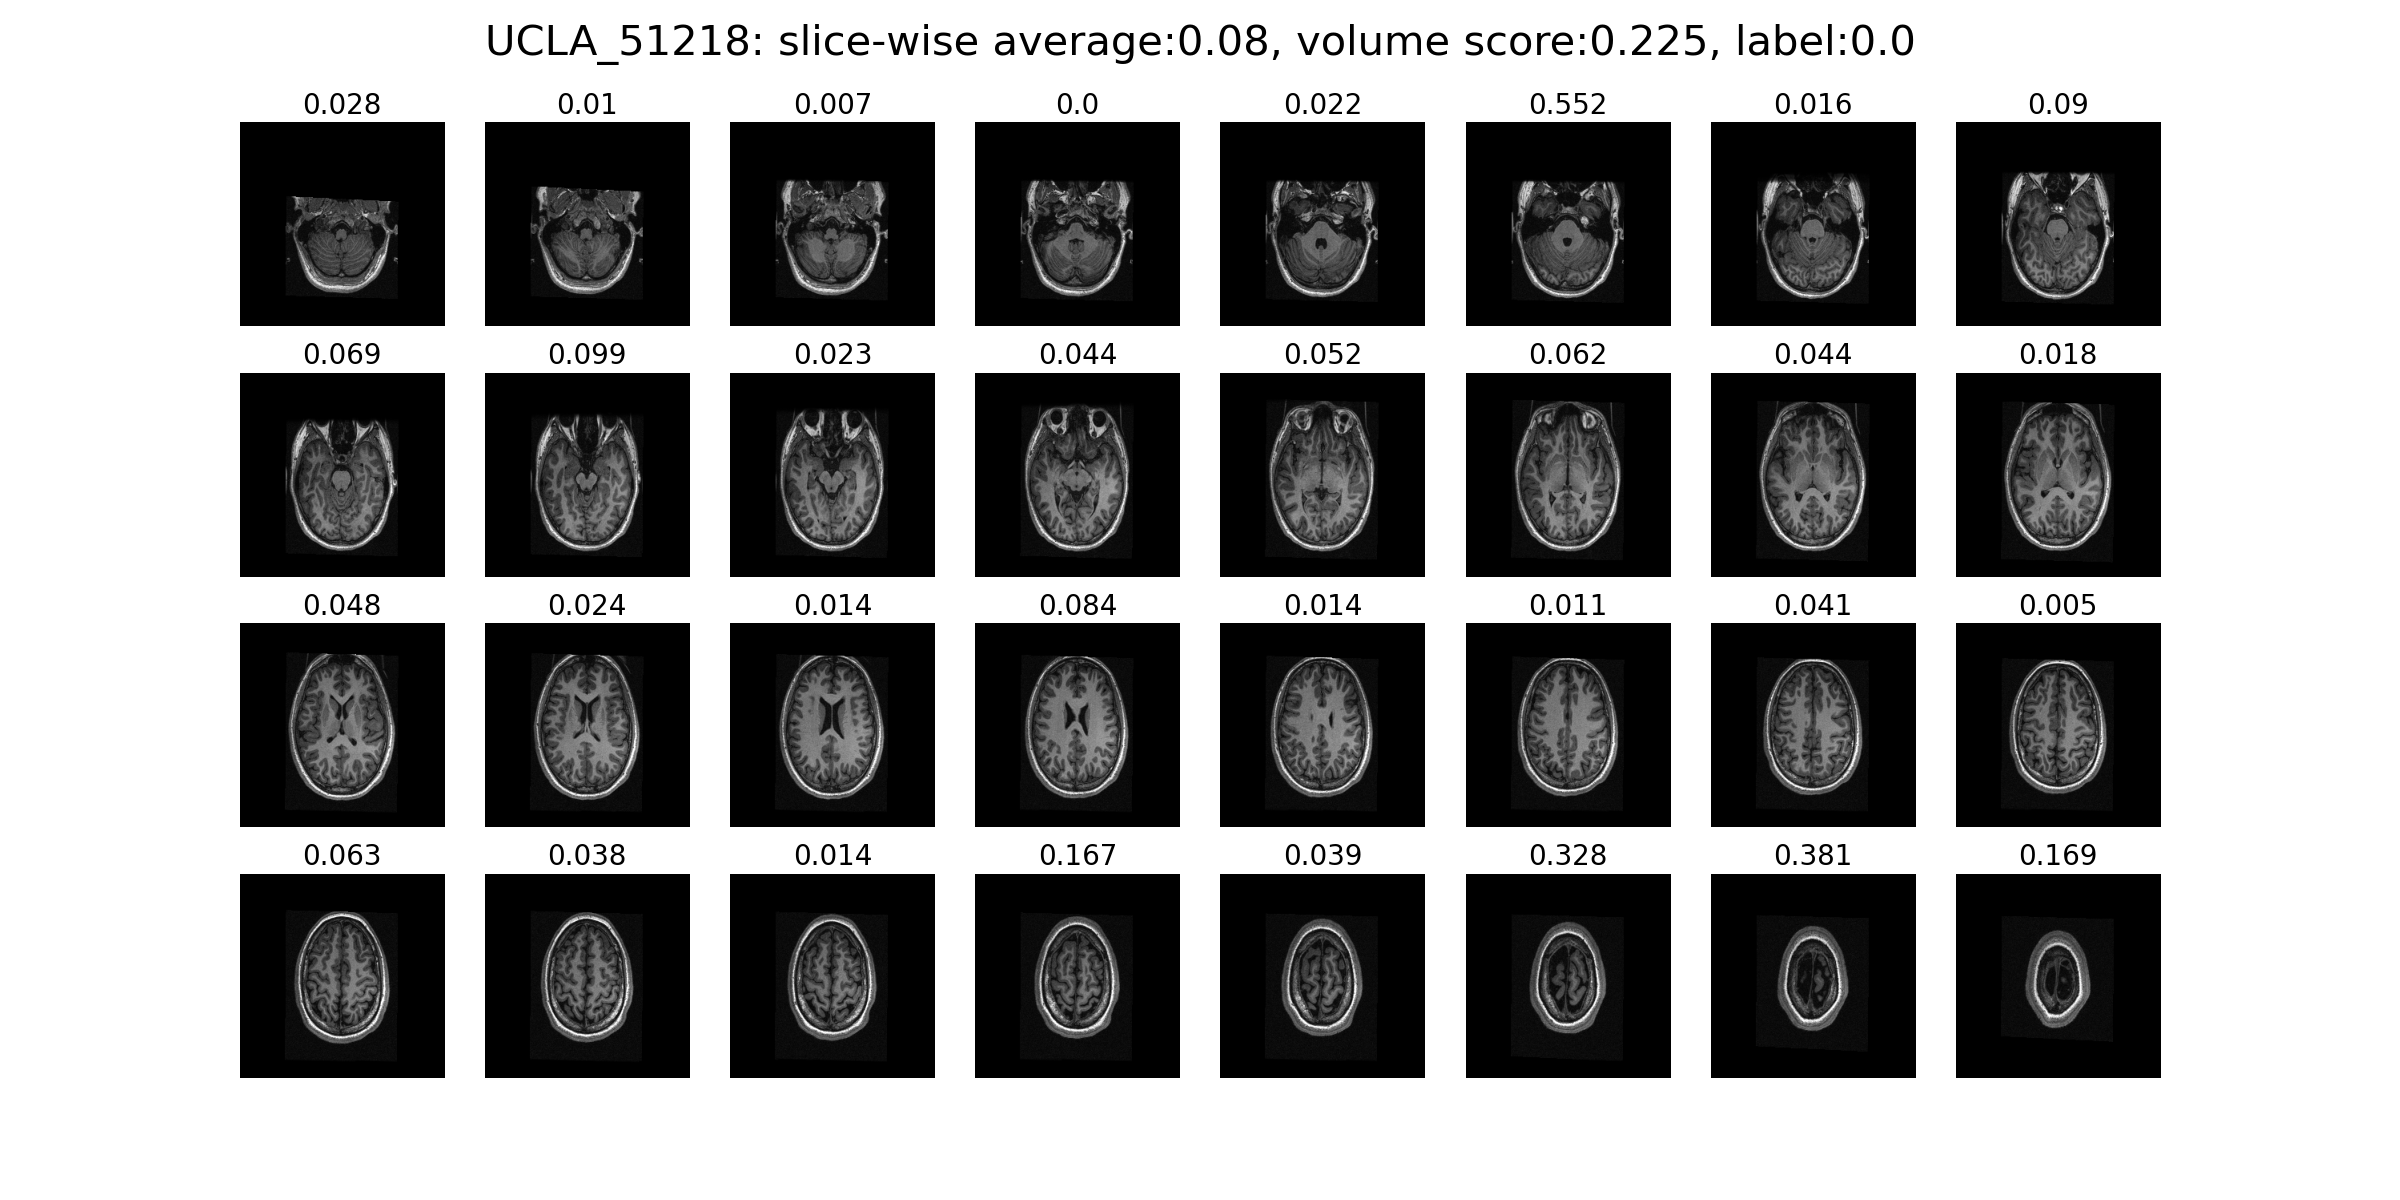 UCLA_51218: slice-wise average:0.08, volume score:0.225, label:0.0
0.028 0.01 0.007 0.0 0.022 0.552 0.016 0.09
0.069 0.099 0.023 0.044 0.052 0.062 0.044 0.018
0.048 0.024 0.014 0.084 0.014 0.011 0.041 0.005
0.063 0.038 0.014 0.167 0.039 0.328 0.381 0.169